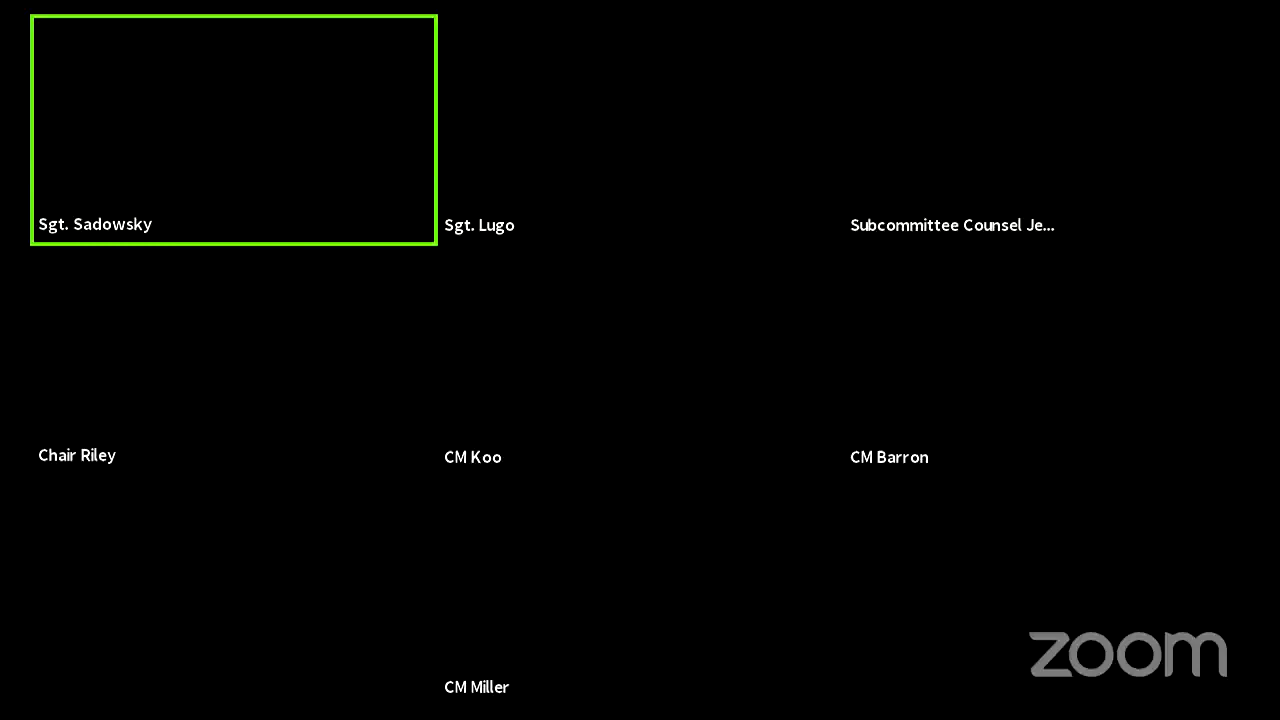 Sgt. Sadowsky
Sgt. Lugo
Subcommittee Counsel Je...
Chair Riley
CM Koo
CM Barron
CM Miller
zoom